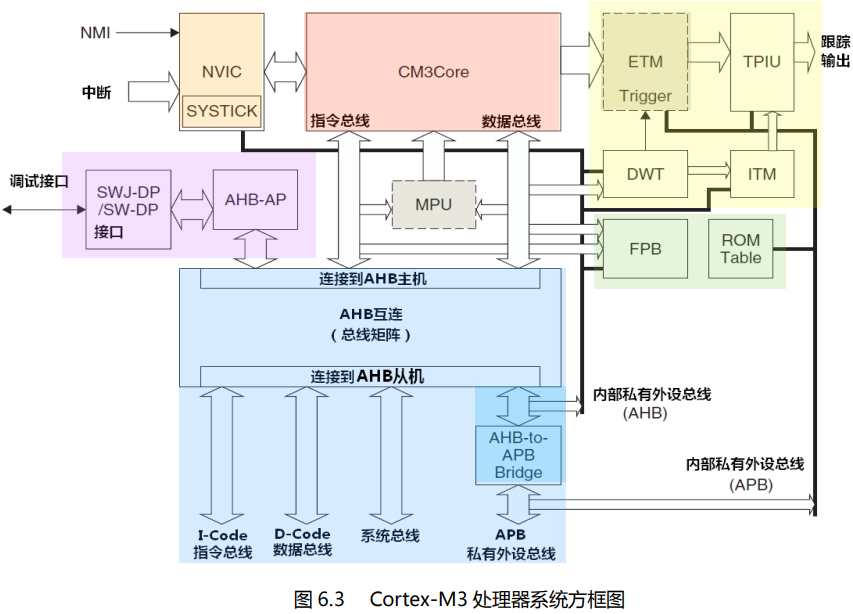 NMI
中断
NVIC
SYSTICK
CM3Core
指令总线
数据总线
ETM
Trigger
TPIU
跟踪
输出
DWT
ITM
调试接口
SWJ-DP
/SW-DP
接口
AHB-AP
MPU
FPB
ROM
Table
连接到AHB主机
AHB互连
（总线矩阵）
连接到AHB从机
内部私有外设总线
(AHB)
AHB-to-
APB
Bridge
内部私有外设总线
(APB)
I-Code
指令总线
D-Code
数据总线
系统总线
APB
私有外设总线
图 6.3 Cortex-M3 处理器系统方框图